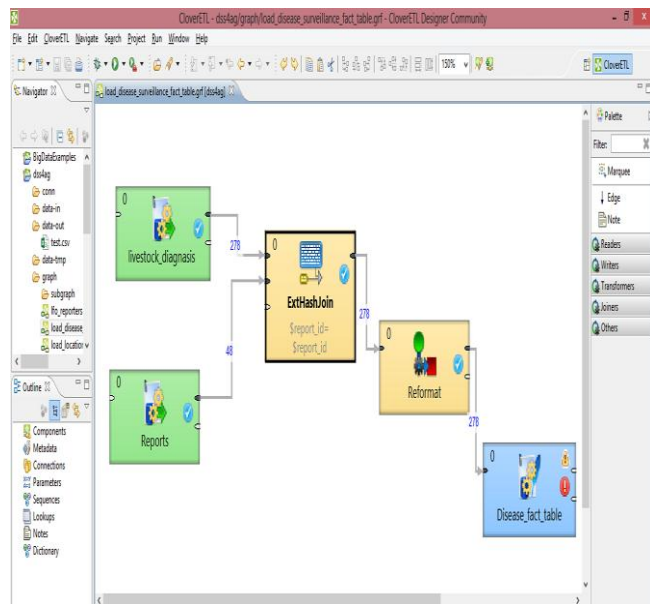 CloverETL - dss4ag/graph/load_disease_surveillance_fact_table.grf - CloverETL Designer Community
File Edit CloverETL Navigate Search Project Run Window Help
150%
CloverETL
Navigator
BigDataExamples
dss4ag
conn
data-in
data-out
test.csv
data-tmp
graph
subgraph
lfo_reporters
load_disease
load_location
Outline
Components
Metadata
Connections
Parameters
Sequences
Lookups
Notes
Dictionary
load_disease_surveillance_fact_table.grf [dss4ag]
0
livestock_diagnasis
278
0
ExtHashJoin
$report_id=
$report_id
48
0
Reports
278
0
Reformat
278
0
Disease_fact_table
Palette
Filter:
Marquee
Edge
Note
Readers
Writers
Transformers
Joiners
Others